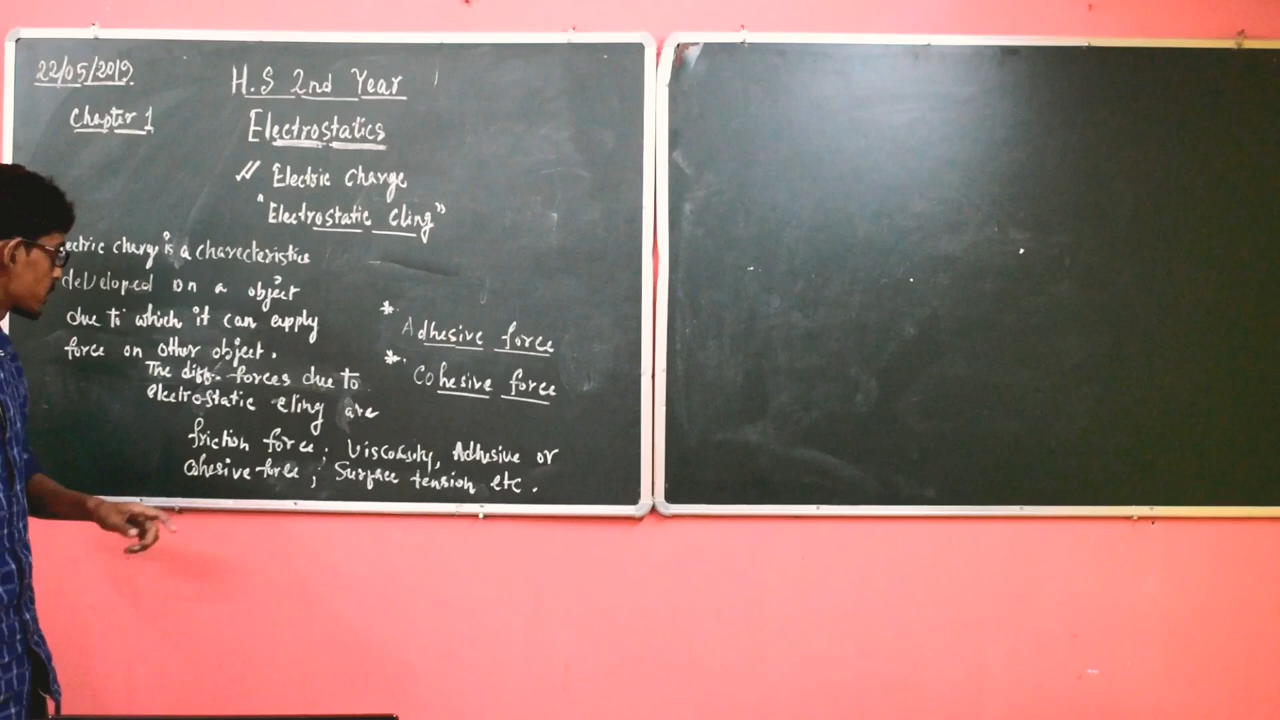 22/05/2019
H.S 2nd Year
Chapter 1
Electrostatics
Electric Charge
"Electrostatic Cling"
ectric charge is a charecteristics
developed on a object
due to which it can apply
force on other object.
* Adhesive force
* Cohesive force
The diff. forces due to
electrostatic cling are
friction force; Viscosity, Adhesive or
Cohesive force; Surface tension etc.